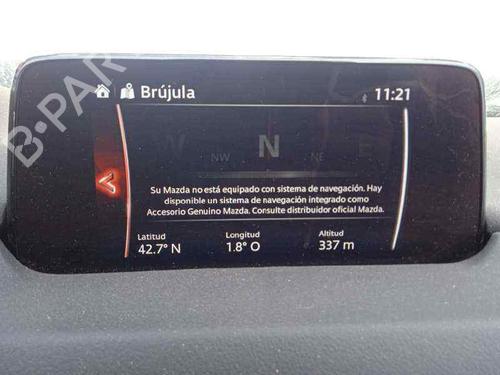 Brújula
11:21
W N E
NW NE
Su Mazda no está equipado con sistema de navegación. Hay
disponible un sistema de navegación integrado como
Accesorio Genuino Mazda. Consulte distribuidor oficial Mazda.
Latitud Longitud Altitud
42.7° N 1.8° O 337 m
B-PARTS